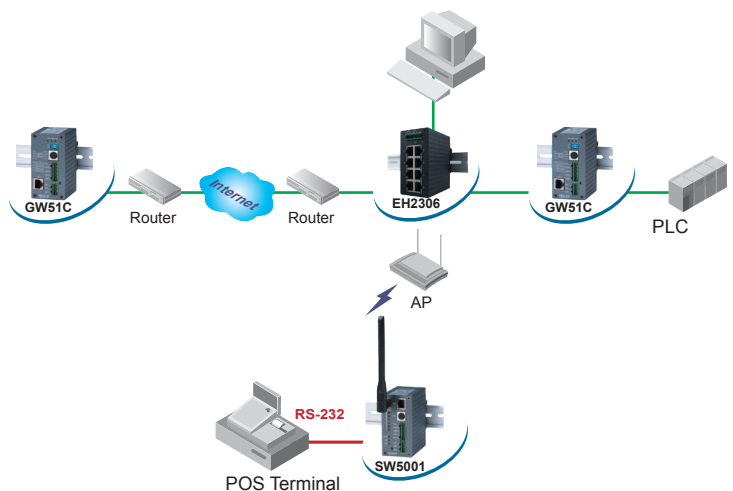 GW51C
Router
Internet
Router
EH2306
GW51C
PLC
AP
RS-232
POS Terminal
SW5001